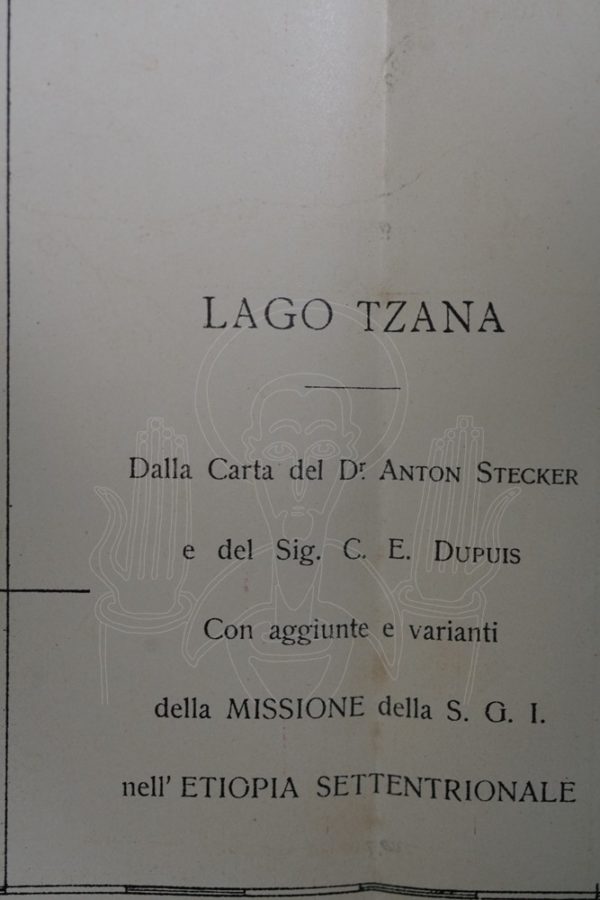 LAGO TZANA
Dalla Carta del Dr. ANTON STECKER
e del Sig. C. E. DUPUIS
Con aggiunte e varianti
della MISSIONE della S. G. I.
nell' ETIOPIA SETTENTRIONALE